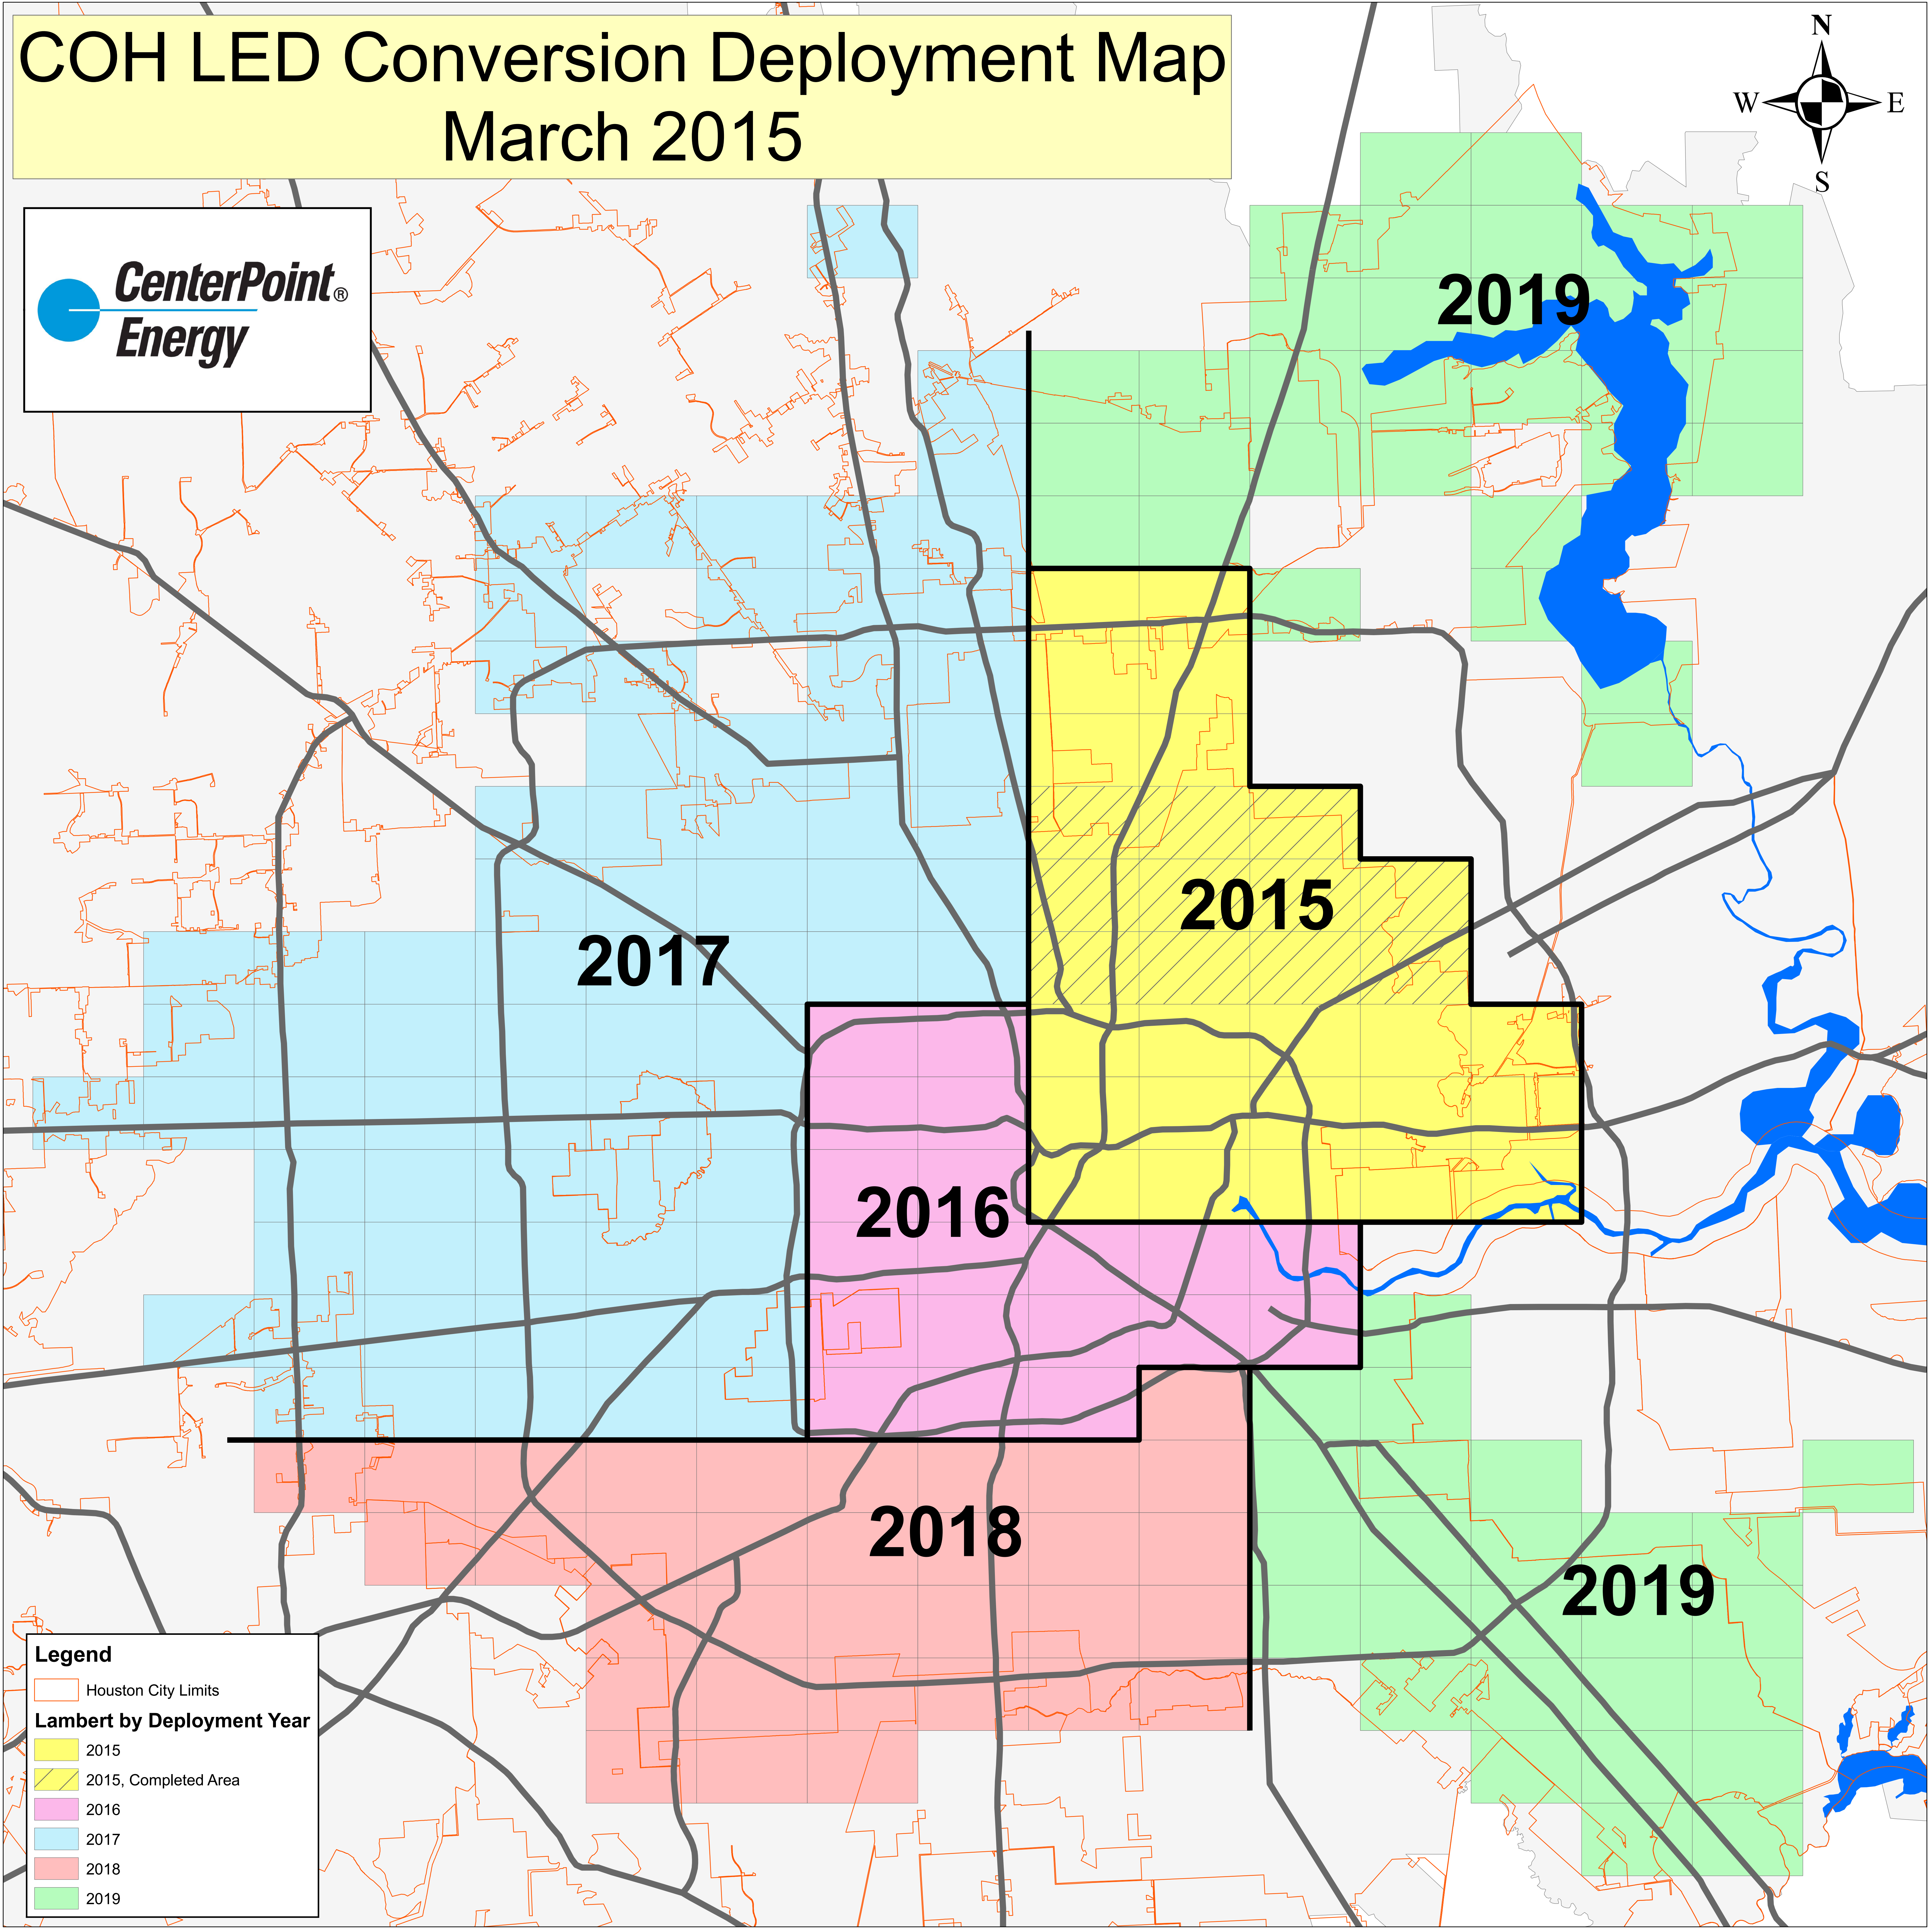 COH LED Conversion Deployment Map
March 2015
N
W E
S
CenterPoint®
Energy
2019
2015
2017
2016
2018
2019
Legend
Houston City Limits
Lambert by Deployment Year
2015
2015, Completed Area
2016
2017
2018
2019